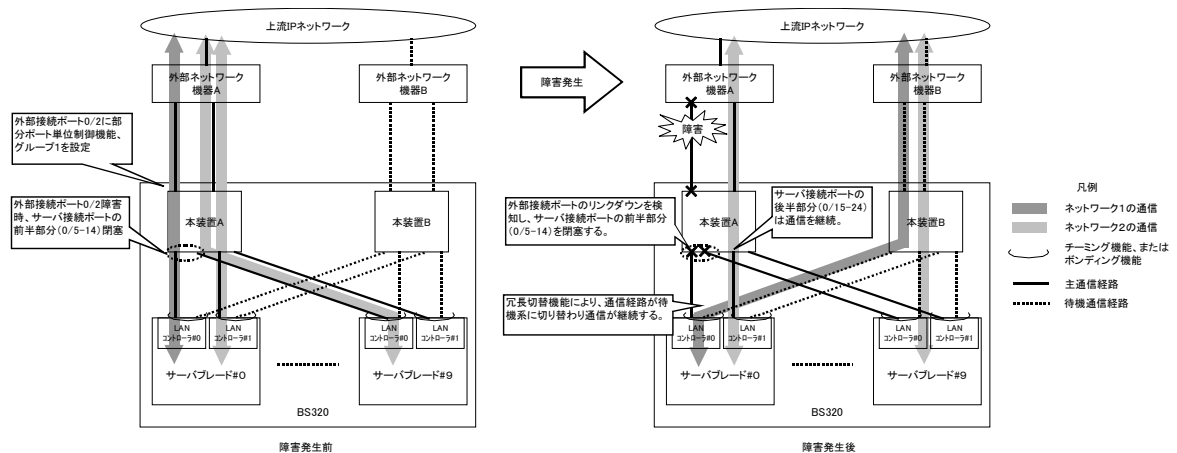 上流IPネットワーク
外部ネットワーク
機器A
外部ネットワーク
機器B
外部接続ポート0/2に部
分ポート単位制御機能、
グループ1を設定
外部接続ポート0/2障害
時、サーバ接続ポートの
前半部分(0/5-14)閉塞
本装置A
本装置B
LAN
コントローラ#0
LAN
コントローラ#1
LAN
コントローラ#0
LAN
コントローラ#1
サーバブレード#0
サーバブレード#9
BS320
障害発生前
障害発生
上流IPネットワーク
外部ネットワーク
機器A
外部ネットワーク
機器B
障害
外部接続ポートのリンクダウンを検
知し、サーバ接続ポートの前半部分
(0/5-14)を閉塞する。
本装置A
サーバ接続ポートの
後半部分(0/15-24)
は通信を継続。
本装置B
冗長切替機能により、通信経路が待
機系に切り替わり通信が継続する。
LAN
コントローラ#0
LAN
コントローラ#1
LAN
コントローラ#0
LAN
コントローラ#1
サーバブレード#0
サーバブレード#9
BS320
障害発生後
凡例
ネットワーク1の通信
ネットワーク2の通信
チーミング機能、または
ボンディング機能
主通信経路
待機通信経路